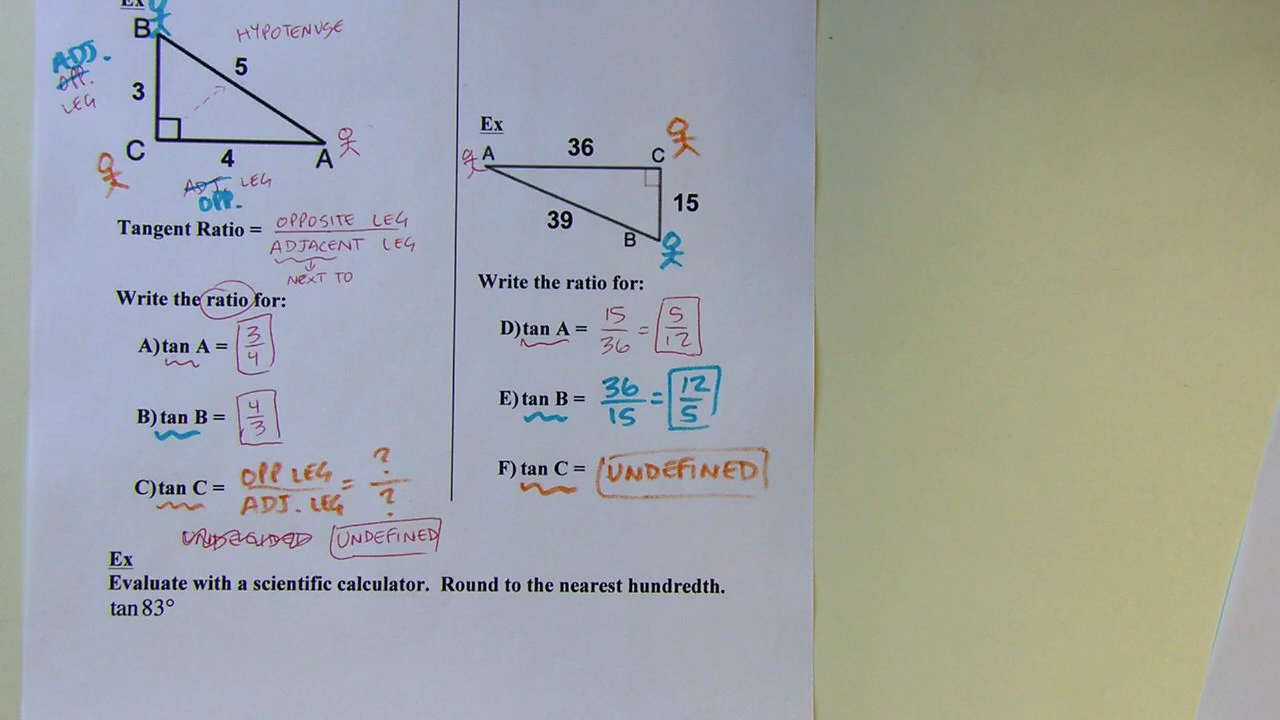 Ex
B
HYPOTENUSE
ADJ.
OPP.
LEG
3
5
C
4
A
ADJ. LEG
OPP.
Tangent Ratio = OPPOSITE LEG
ADJACENT LEG
NEXT TO
Write the ratio for:
A) tan A = 3/4
B) tan B = 4/3
C) tan C = OPP LEG / ADJ. LEG = ?/?
UNDECIDED UNDEFINED
Ex
A
36
C
15
39
B
Write the ratio for:
D) tan A = 15/36 = 5/12
E) tan B = 36/15 = 12/5
F) tan C = UNDEFINED
Ex
Evaluate with a scientific calculator. Round to the nearest hundredth.
tan 83°